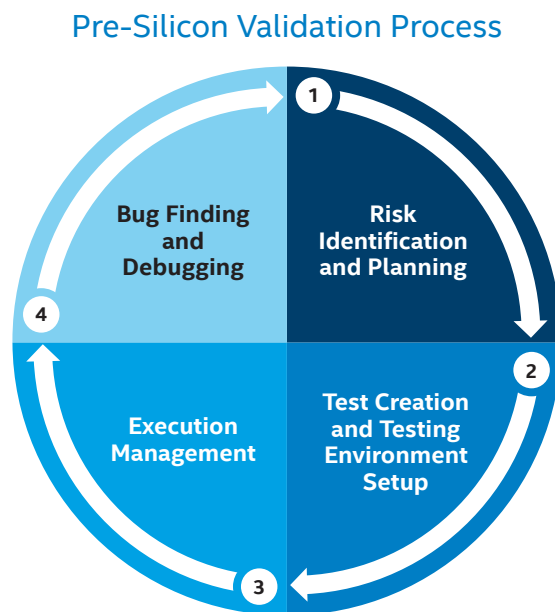 Pre-Silicon Validation Process
1
Risk
Identification
and Planning
2
Test Creation
and Testing
Environment
Setup
3
Execution
Management
4
Bug Finding
and
Debugging